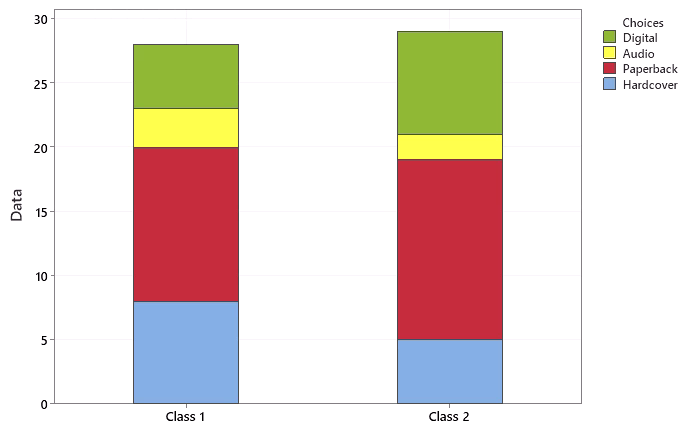 30
25
20
15
10
5
0
Data
Class 1
Class 2
Choices
Digital
Audio
Paperback
Hardcover